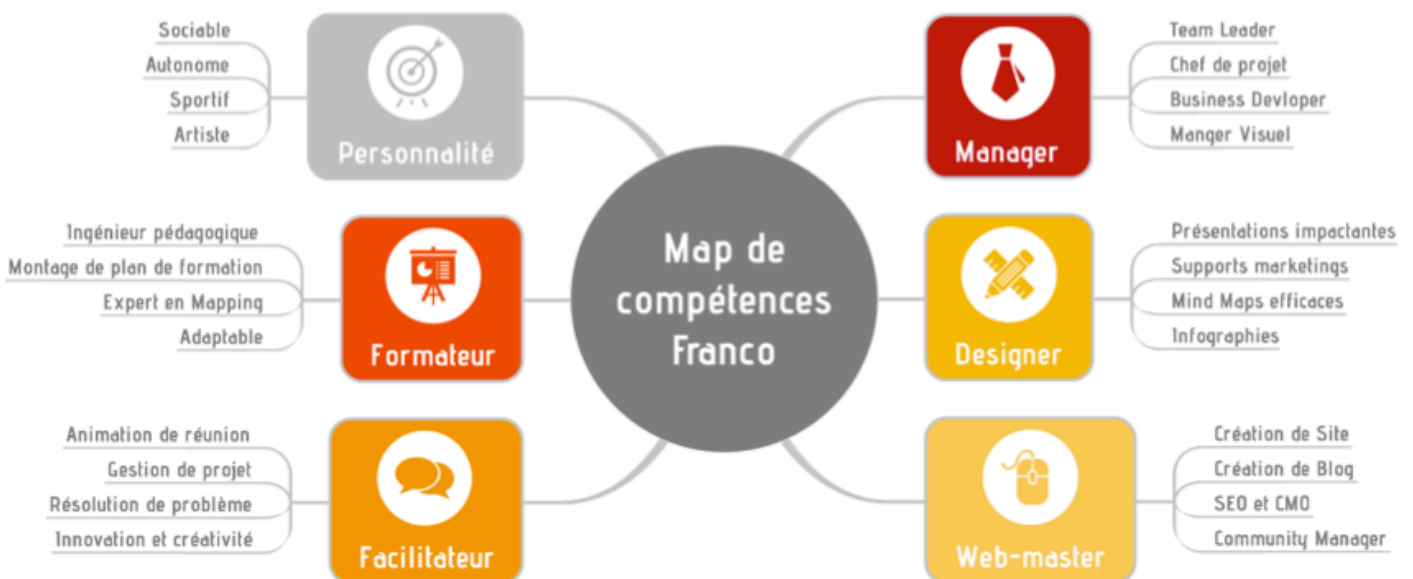 Map de
compétences
Franco
Personnalité
Sociable
Autonome
Sportif
Artiste
Formateur
Ingénieur pédagogique
Montage de plan de formation
Expert en Mapping
Adaptable
Facilitateur
Animation de réunion
Gestion de projet
Résolution de problème
Innovation et créativité
Manager
Team Leader
Chef de projet
Business Devloper
Manger Visuel
Designer
Présentations impactantes
Supports marketings
Mind Maps efficaces
Infographies
Web-master
Création de Site
Création de Blog
SEO et CMO
Community Manager